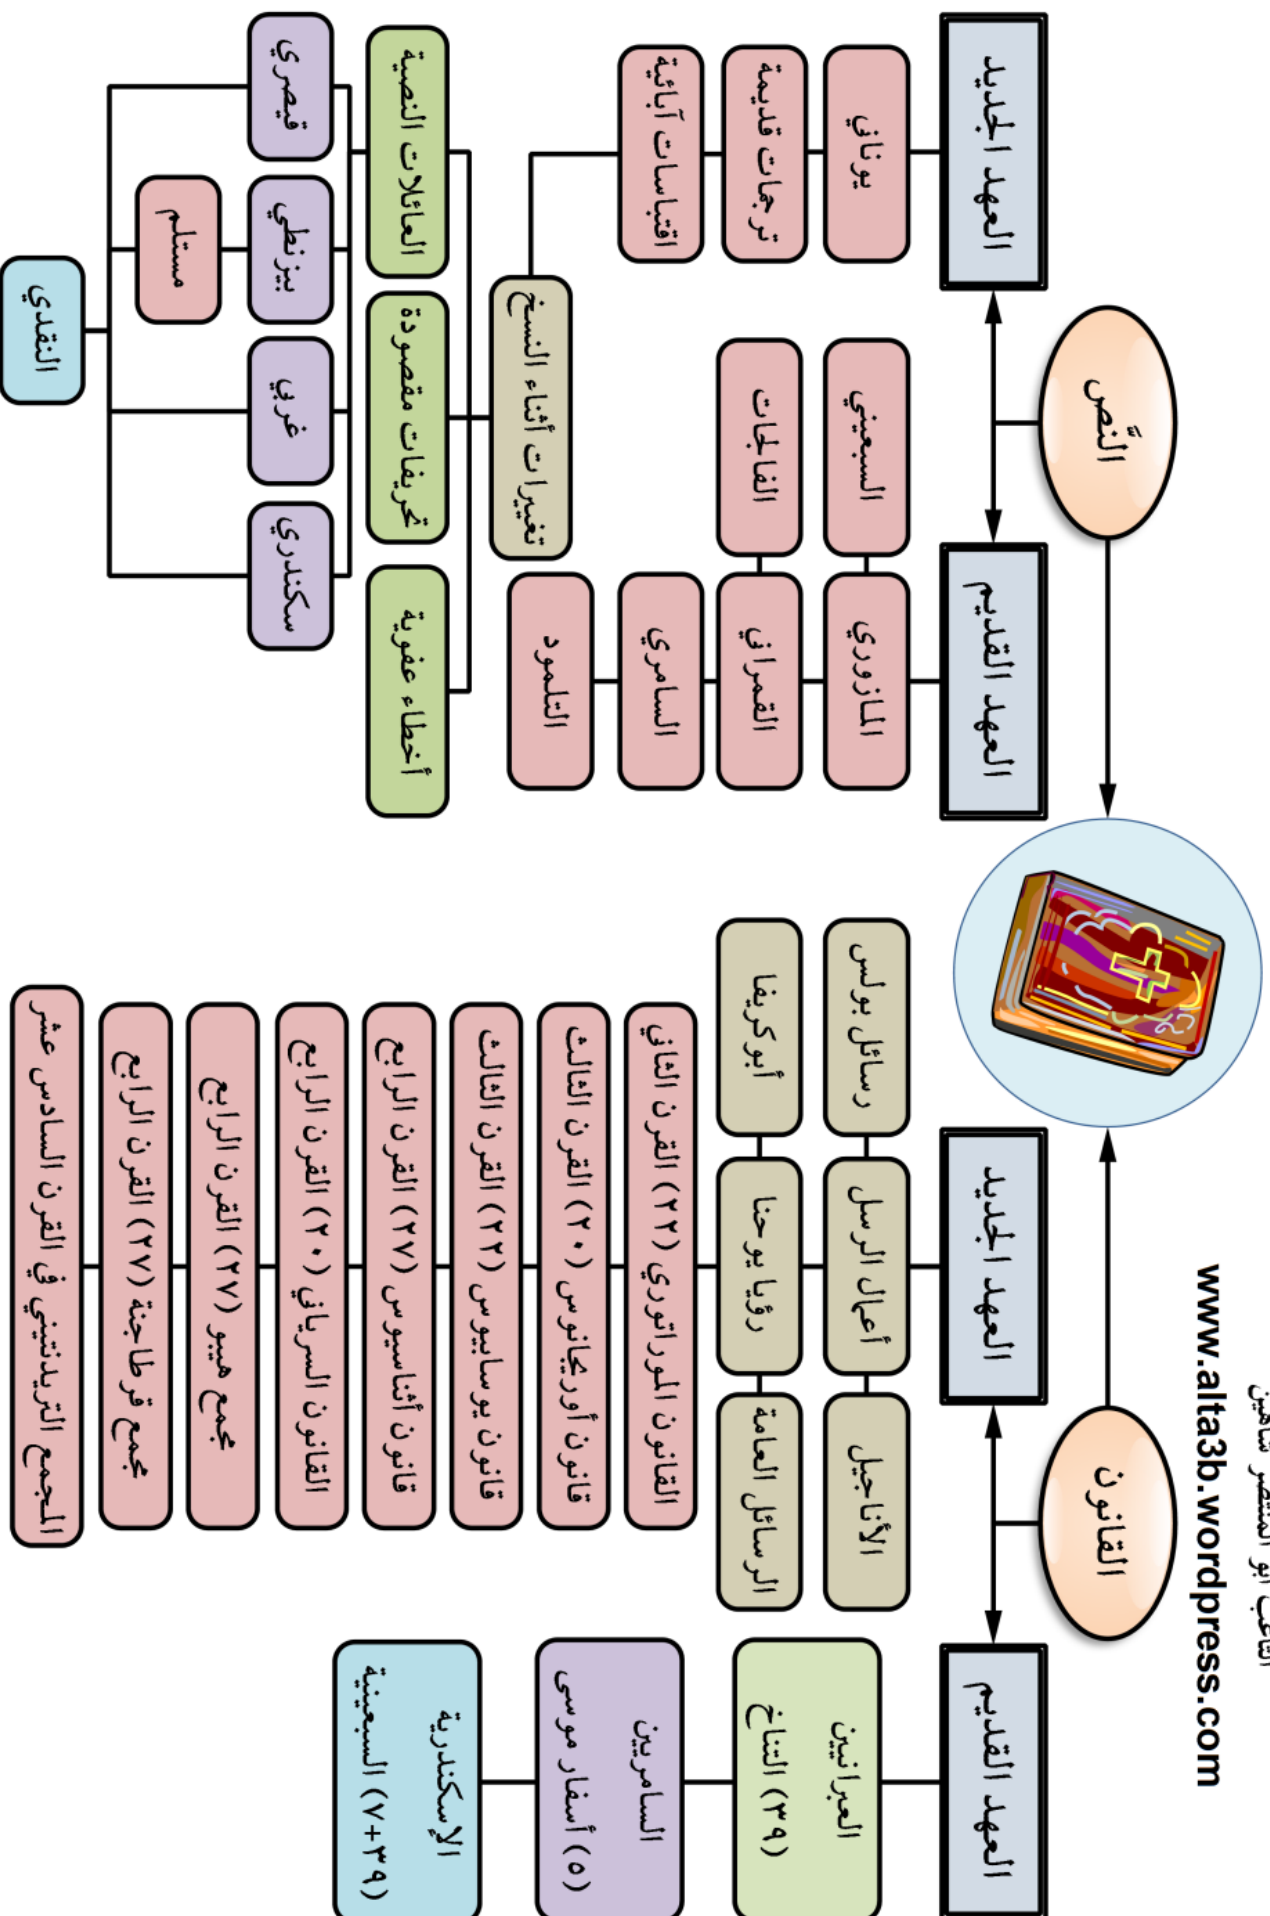 التاعب أبو المنتصر شاهين
www.alta3b.wordpress.com
القانون
النَّص
العهد القديم
العهد الجديد
العهد القديم
العهد الجديد
العبرانيين
التناخ (٣٩)
السامريين
أسفار موسى (٥)
الإسكندرية
السبعينية (٣٩+٧)
الأناجيل
أعمال الرسل
رسائل بولس
الرسائل العامة
رؤيا يوحنا
أبوكريفا
القانون الموراتوري (٢٢) القرن الثاني
قانون أوريجانوس (٢٠) القرن الثالث
قانون يوسابيوس (٢٢) القرن الثالث
قانون أثناسيوس (٢٧) القرن الرابع
القانون السرياني (٢٠) القرن الرابع
مجمع هيبو (٢٧) القرن الرابع
مجمع قرطاجنة (٢٧) القرن الرابع
المجمع التريدنتيني في القرن السادس عشر
المازوري
السبعيني
القمراني
الفالجات
السامري
التلمود
يوناني
ترجمات قديمة
اقتباسات آبائية
تغييرات أثناء النسخ
أخطاء عفوية
تحريفات مقصودة
العائلات النصية
سكندري
غربي
بيزنطي
قيصري
مستلم
النقدي